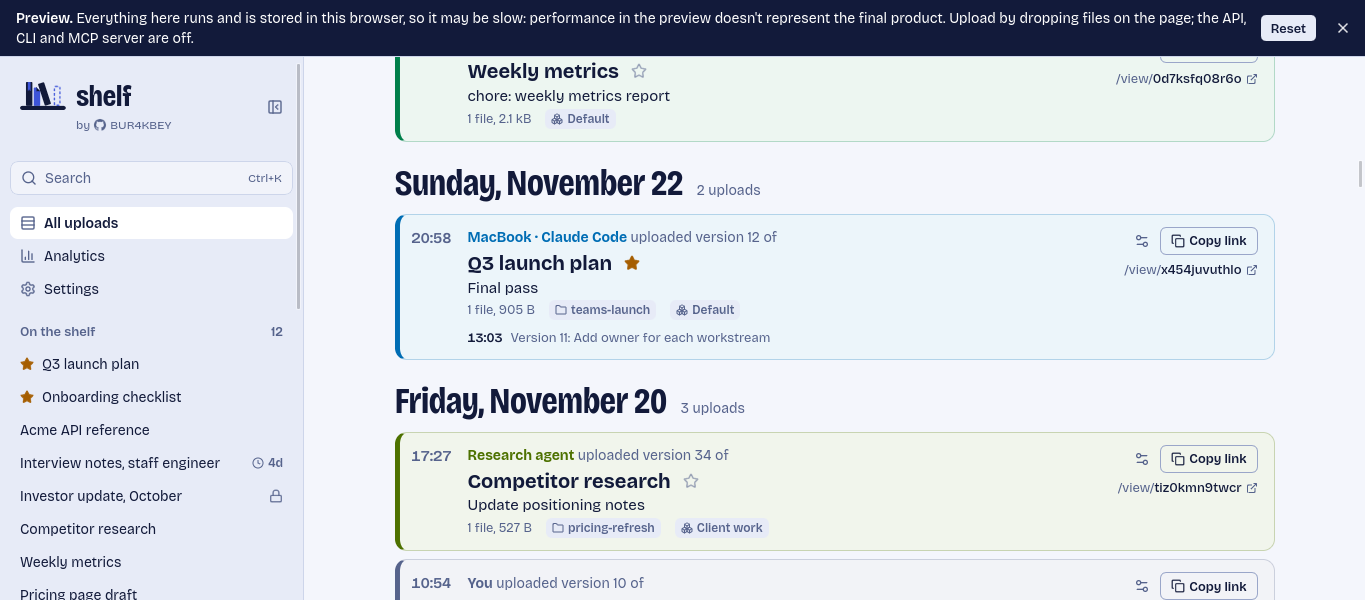 Preview. Everything here runs and is stored in this browser, so it may be slow: performance in the preview doesn't represent the final product. Upload by dropping files on the page; the API,
CLI and MCP server are off.
Reset
shelf
by BUR4KBEY
Search
Ctrl+K
All uploads
Analytics
Settings
On the shelf
12
Q3 launch plan
Onboarding checklist
Acme API reference
Interview notes, staff engineer
4d
Investor update, October
Competitor research
Weekly metrics
Pricing page draft
Weekly metrics
/view/0d7ksfq08r6o
chore: weekly metrics report
1 file, 2.1 kB
Default
Sunday, November 22
2 uploads
20:58
MacBook · Claude Code uploaded version 12 of
Copy link
Q3 launch plan
/view/x454juvuthlo
Final pass
1 file, 905 B
teams-launch
Default
13:03
Version 11: Add owner for each workstream
Friday, November 20
3 uploads
17:27
Research agent uploaded version 34 of
Copy link
Competitor research
/view/tiz0kmn9twcr
Update positioning notes
1 file, 527 B
pricing-refresh
Client work
10:54
You uploaded version 10 of
Copy link